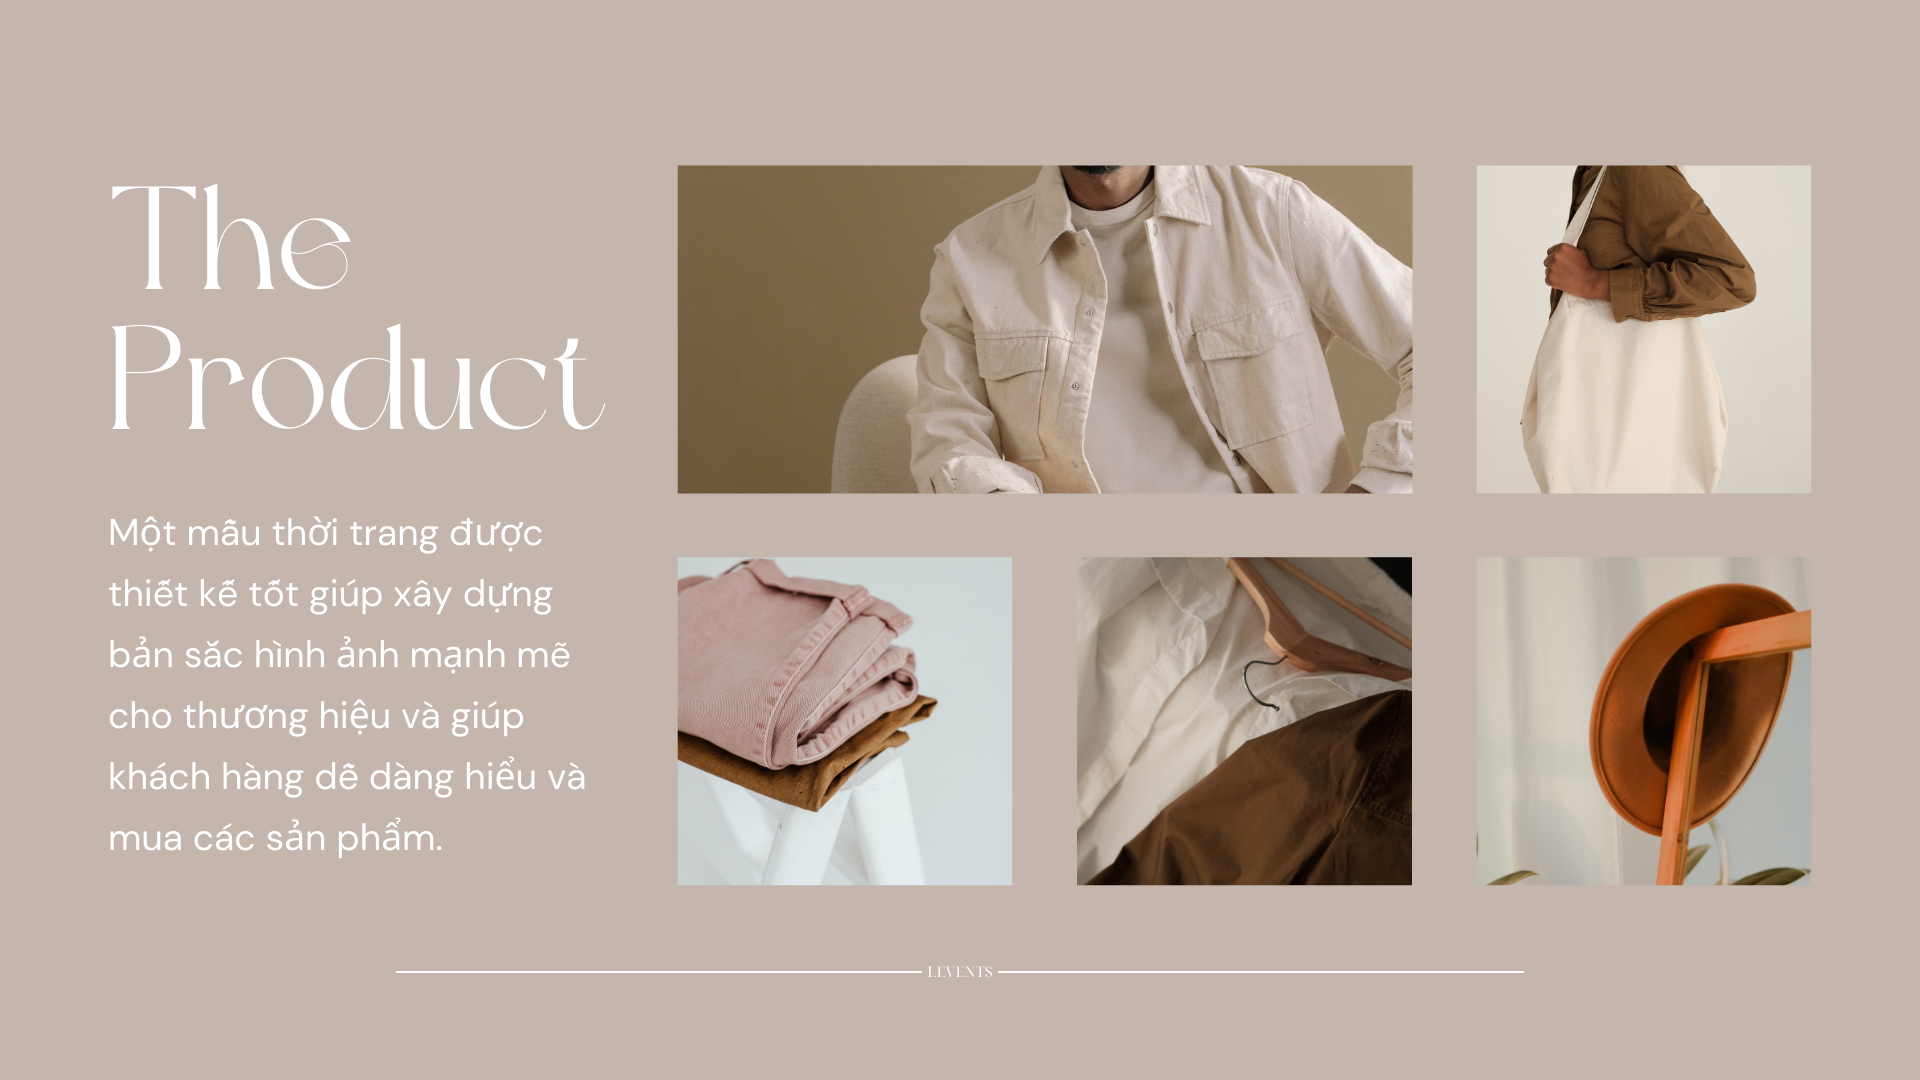 The
Product
Một mẫu thời trang được
thiết kế tốt giúp xây dựng
bản sắc hình ảnh mạnh mẽ
cho thương hiệu và giúp
khách hàng dễ dàng hiểu và
mua các sản phẩm.
LEVENTS